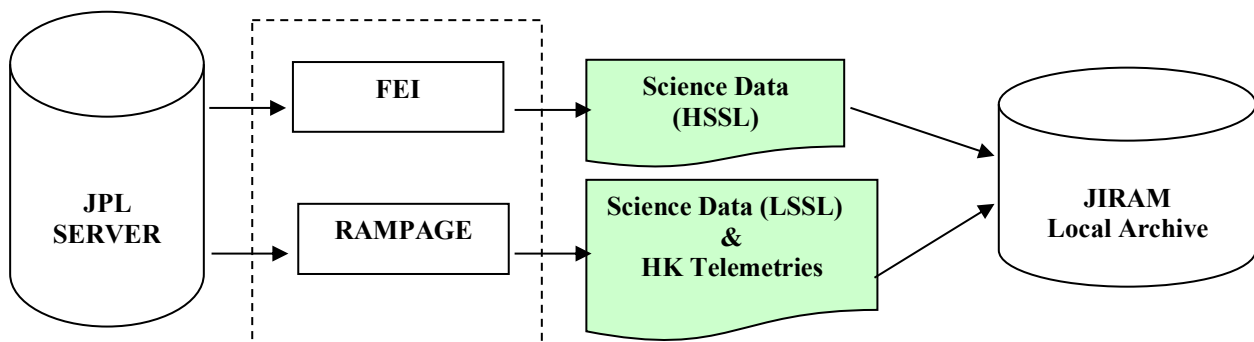 JPL
SERVER
FEI
RAMPAGE
Science Data
(HSSL)
Science Data (LSSL)
&
HK Telemetries
JIRAM
Local Archive